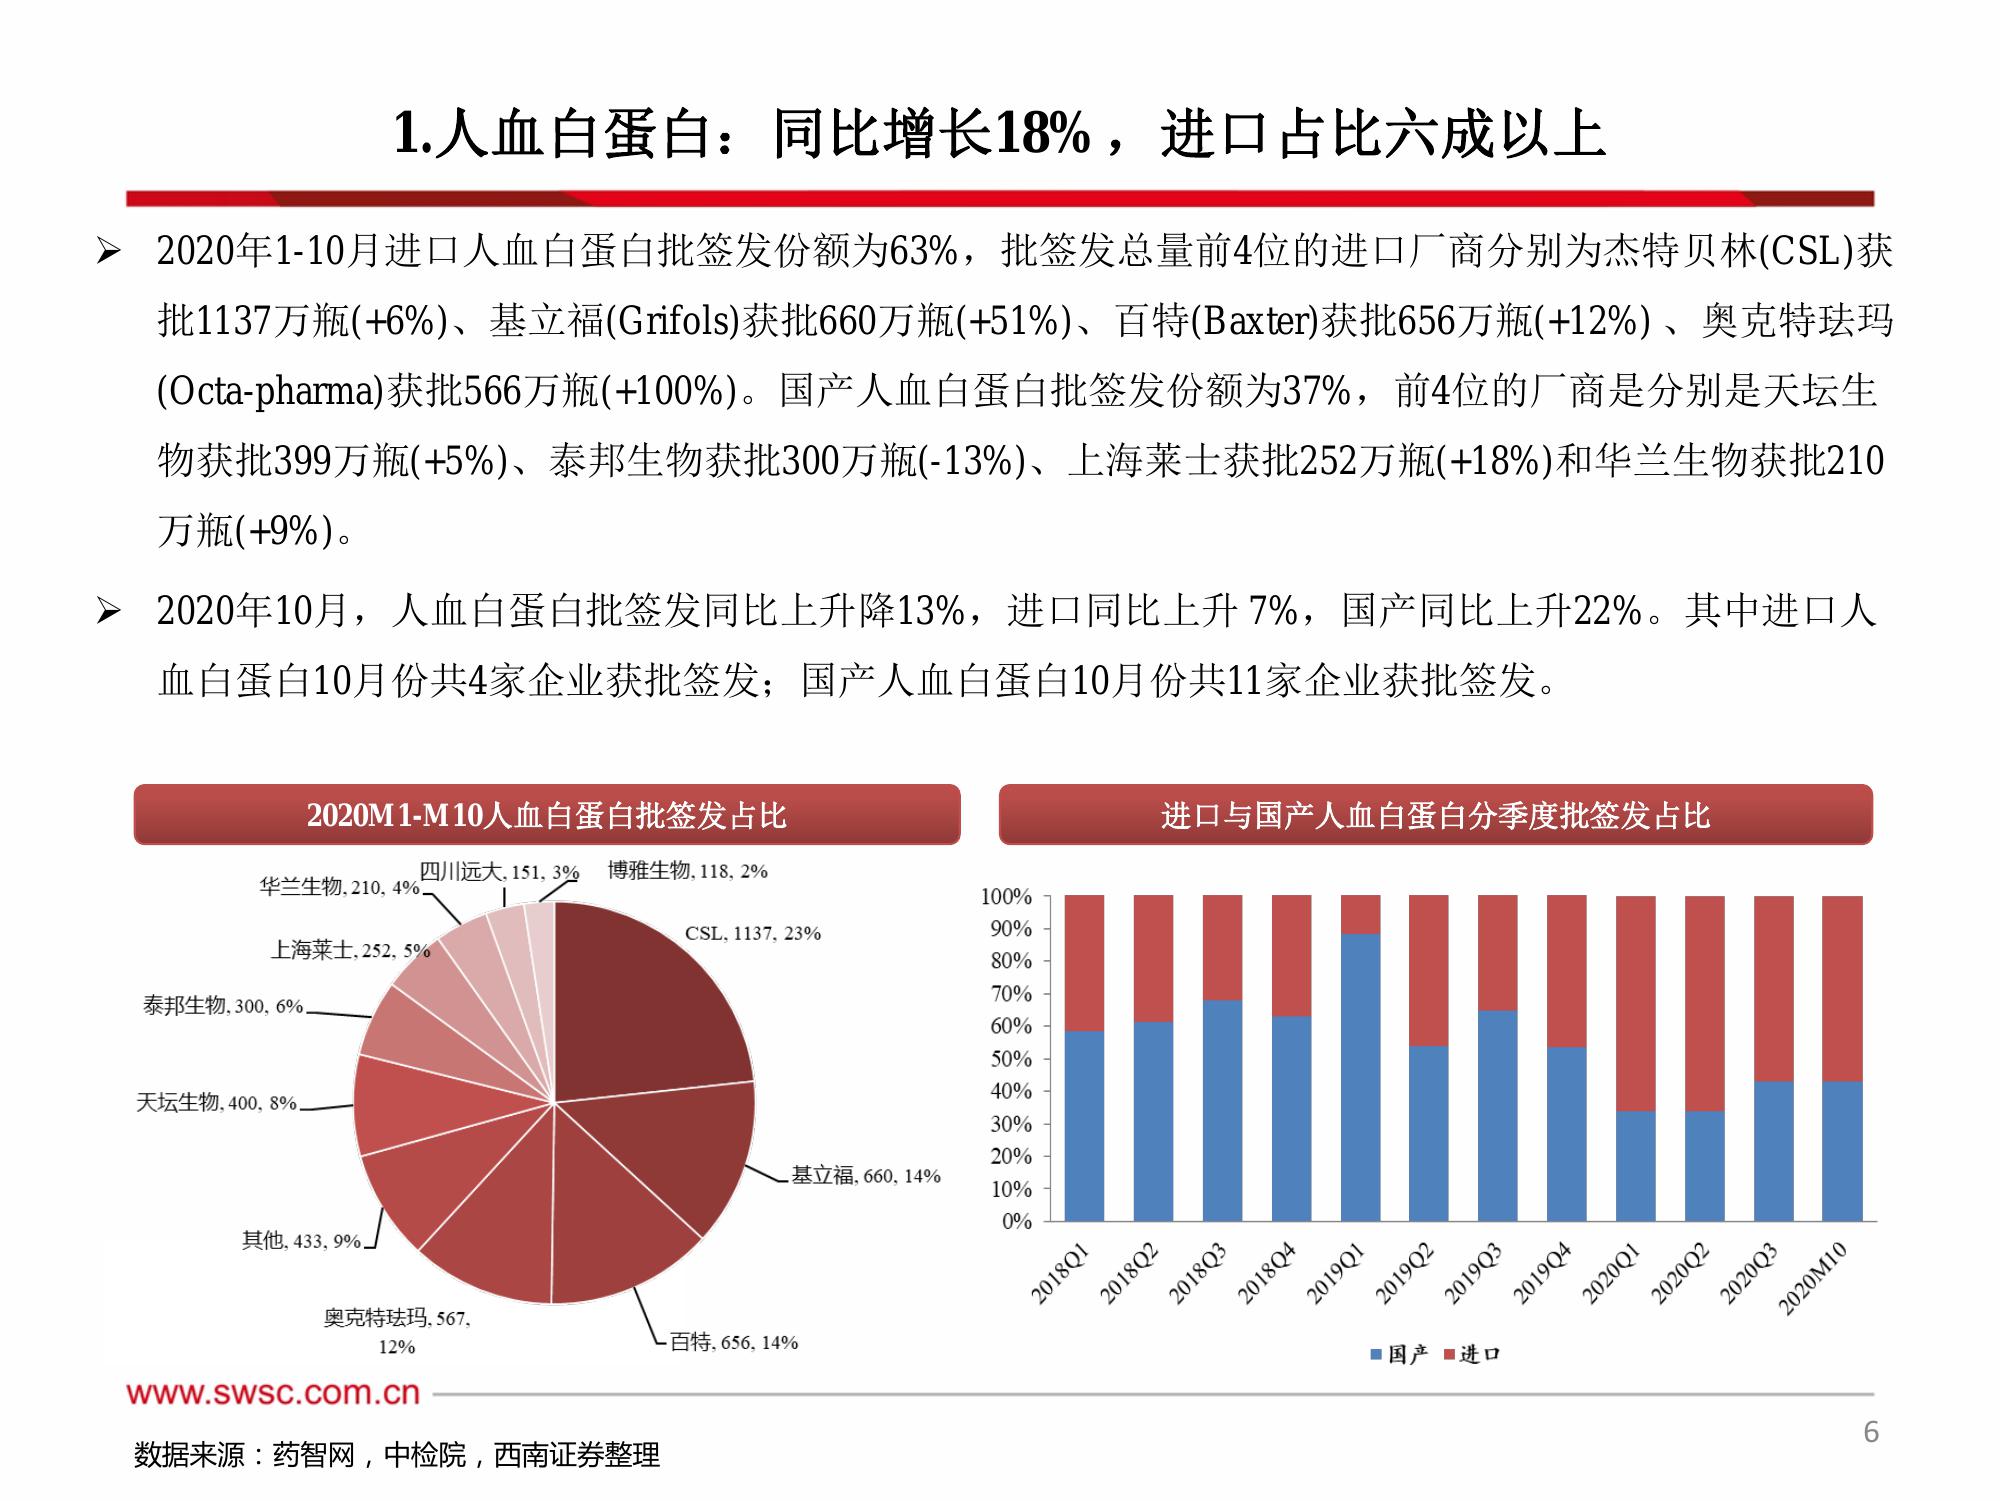 1.人血白蛋白：同比增长18%，进口占比六成以上
2020年1-10月进口人血白蛋白批签发份额为63%，批签发总量前4位的进口厂商分别为杰特贝林(CSL)获
批1137万瓶(+6%)、基立福(Grifols)获批660万瓶(+51%)、百特(Baxter)获批656万瓶(+12%) 、奥克特珐玛
(Octa-pharma)获批566万瓶(+100%)。国产人血白蛋白批签发份额为37%，前4位的厂商是分别是天坛生
物获批399万瓶(+5%)、泰邦生物获批300万瓶(-13%)、上海莱士获批252万瓶(+18%)和华兰生物获批210
万瓶(+9%)。
2020年10月，人血白蛋白批签发同比上升降13%，进口同比上升 7%，国产同比上升22%。其中进口人
血白蛋白10月份共4家企业获批签发；国产人血白蛋白10月份共11家企业获批签发。
2020M1-M10人血白蛋白批签发占比
四川远大, 151, 3%
博雅生物, 118, 2%
华兰生物, 210, 4%
CSL, 1137, 23%
上海莱士, 252, 5%
泰邦生物, 300, 6%
天坛生物, 400, 8%
基立福, 660, 14%
其他, 433, 9%
奥克特珐玛, 567,
12%
百特, 656, 14%
进口与国产人血白蛋白分季度批签发占比
100%
90%
80%
70%
60%
50%
40%
30%
20%
10%
0%
2018Q1
2018Q2
2018Q3
2018Q4
2019Q1
2019Q2
2019Q3
2019Q4
2020Q1
2020Q2
2020Q3
2020M10
国产 进口
www.swsc.com.cn
6
数据来源：药智网，中检院，西南证券整理